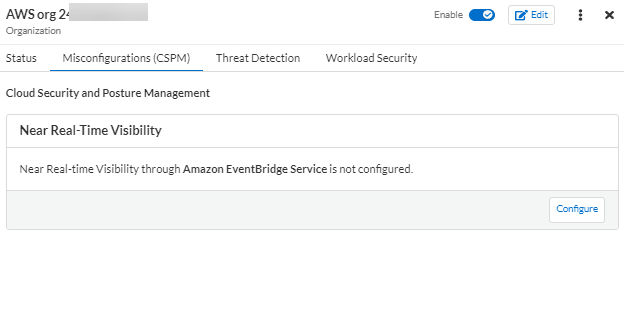 AWS org 24
Enable
Edit
Organization
Status Misconfigurations (CSPM) Threat Detection Workload Security
Cloud Security and Posture Management
Near Real-Time Visibility
Near Real-time Visibility through Amazon EventBridge Service is not configured.
Configure